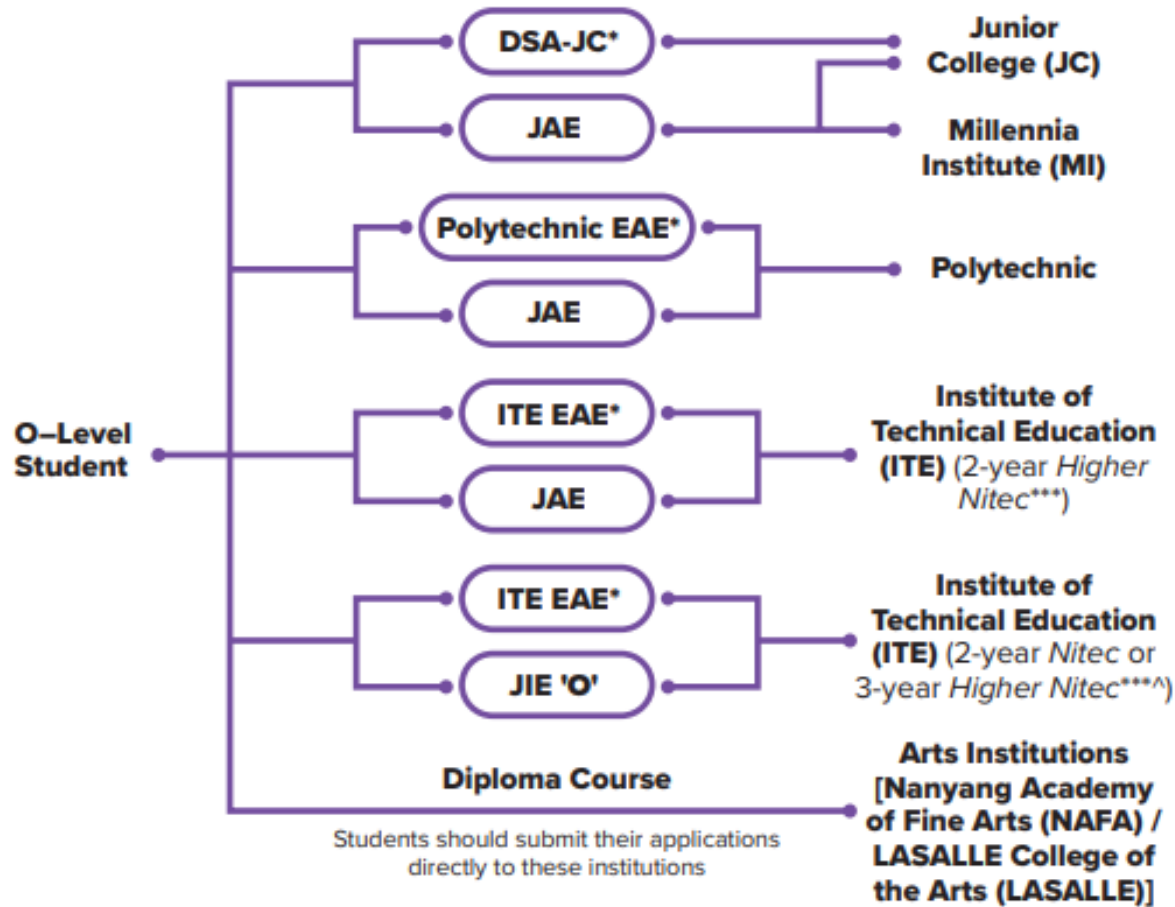 DSA-JC*
Junior
College (JC)
JAE
Millennia
Institute (MI)
Polytechnic EAE*
Polytechnic
JAE
O–Level
Student
ITE EAE*
JAE
Institute of
Technical Education
(ITE) (2-year Higher
Nitec***)
ITE EAE*
JIE 'O'
Institute of
Technical Education
(ITE) (2-year Nitec or
3-year Higher Nitec***^)
Diploma Course
Students should submit their applications
directly to these institutions
Arts Institutions
[Nanyang Academy
of Fine Arts (NAFA) /
LASALLE College of
the Arts (LASALLE)]